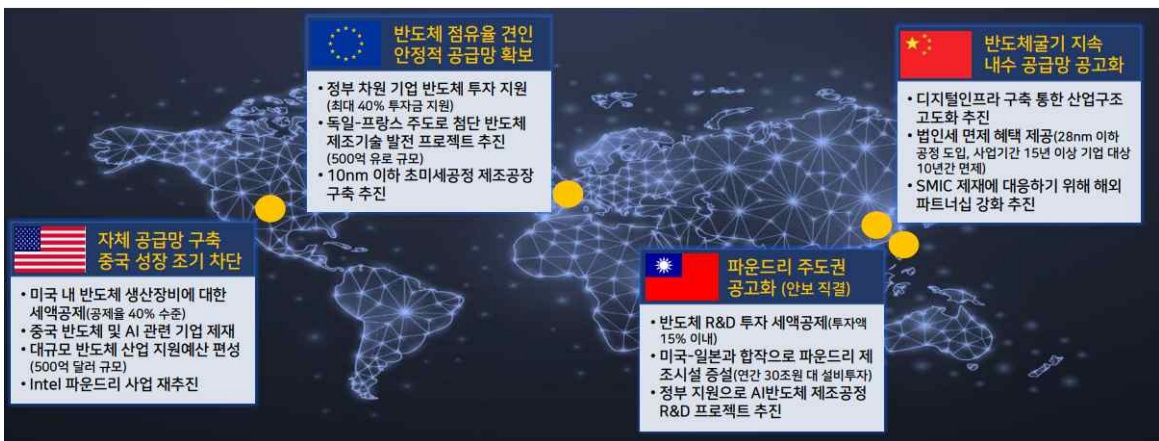 반도체 점유율 견인
안정적 공급망 확보
• 정부 차원 기업 반도체 투자 지원
(최대 40% 투자금 지원)
• 독일-프랑스 주도로 첨단 반도체
제조기술 발전 프로젝트 추진
(500억 유로 규모)
• 10nm 이하 초미세공정 제조공장
구축 추진
반도체굴기 지속
내수 공급망 공고화
• 디지털인프라 구축 통한 산업구조
고도화 추진
• 법인세 면제 혜택 제공(28nm 이하
공정 도입, 사업기간 15년 이상 기업 대상
10년간 면제)
• SMIC 제재에 대응하기 위해 해외
파트너십 강화 추진
자체 공급망 구축
중국 성장 조기 차단
• 미국 내 반도체 생산장비에 대한
세액공제(공제율 40% 수준)
• 중국 반도체 및 AI 관련 기업 제재
• 대규모 반도체 산업 지원예산 편성
(500억 달러 규모)
• Intel 파운드리 사업 재추진
파운드리 주도권
공고화 (안보 직결)
• 반도체 R&D 투자 세액공제(투자액
15% 이내)
• 미국-일본과 합작으로 파운드리 제
조시설 증설(연간 30조원 대 설비투자)
• 정부 지원으로 AI반도체 제조공정
R&D 프로젝트 추진